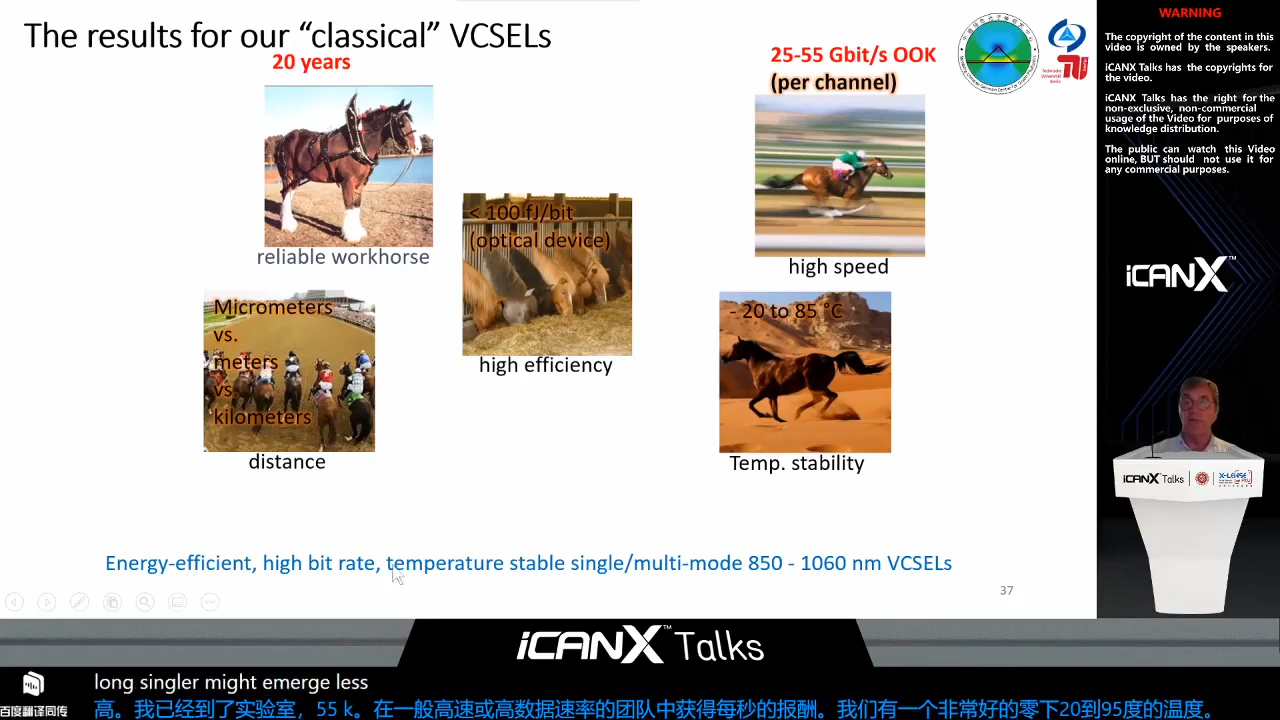 The results for our “classical” VCSELs
20 years
25-55 Gbit/s OOK
(per channel)
reliable workhorse
< 100 fJ/bit
(optical device)
high efficiency
high speed
Micrometers
vs.
meters
vs.
kilometers
distance
- 20 to 85 °C
Temp. stability
Energy-efficient, high bit rate, temperature stable single/multi-mode 850 - 1060 nm VCSELs
37
WARNING
The copyright of the content in this
video is owned by the speakers.
iCANX Talks has the copyrights for
the video.
iCANX Talks has the right for the
non-exclusive, non-commercial
usage of the Video for purposes of
knowledge distribution.
The public can watch this Video
online, BUT should not use it for
any commercial purposes.
iCANX™
iCANX Talks
X-LENSE
iCANX™ Talks
long singler might emerge less
高。我已经到了实验室，55 k。在一般高速或高数据速率的团队中获得每秒的报酬。我们有一个非常好的零下20到95度的温度。
百度翻译同传